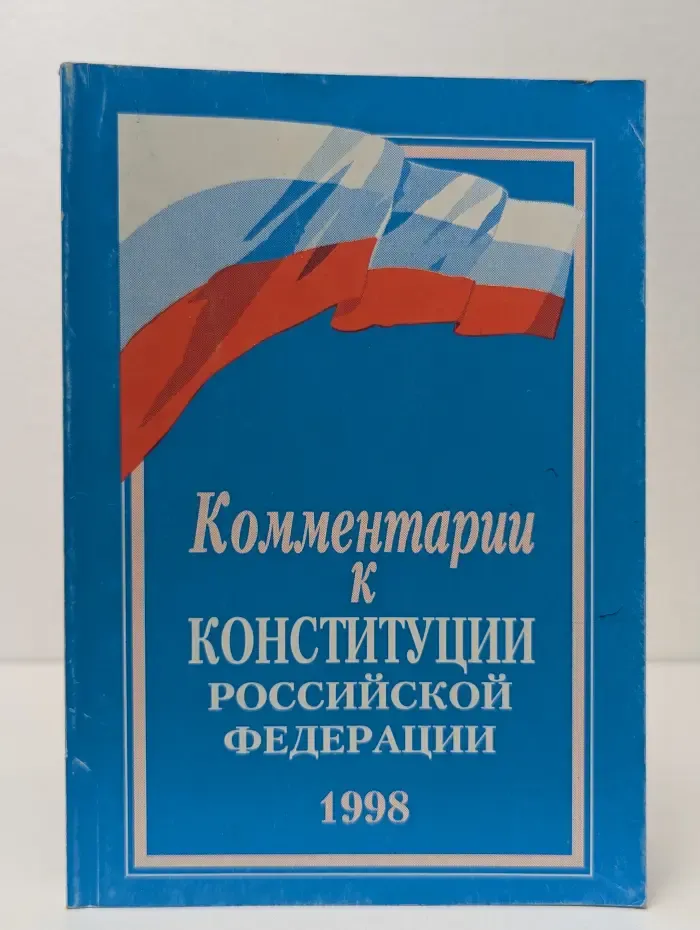 Комментарии
к
КОНСТИТУЦИИ
РОССИЙСКОЙ
ФЕДЕРАЦИИ
1998